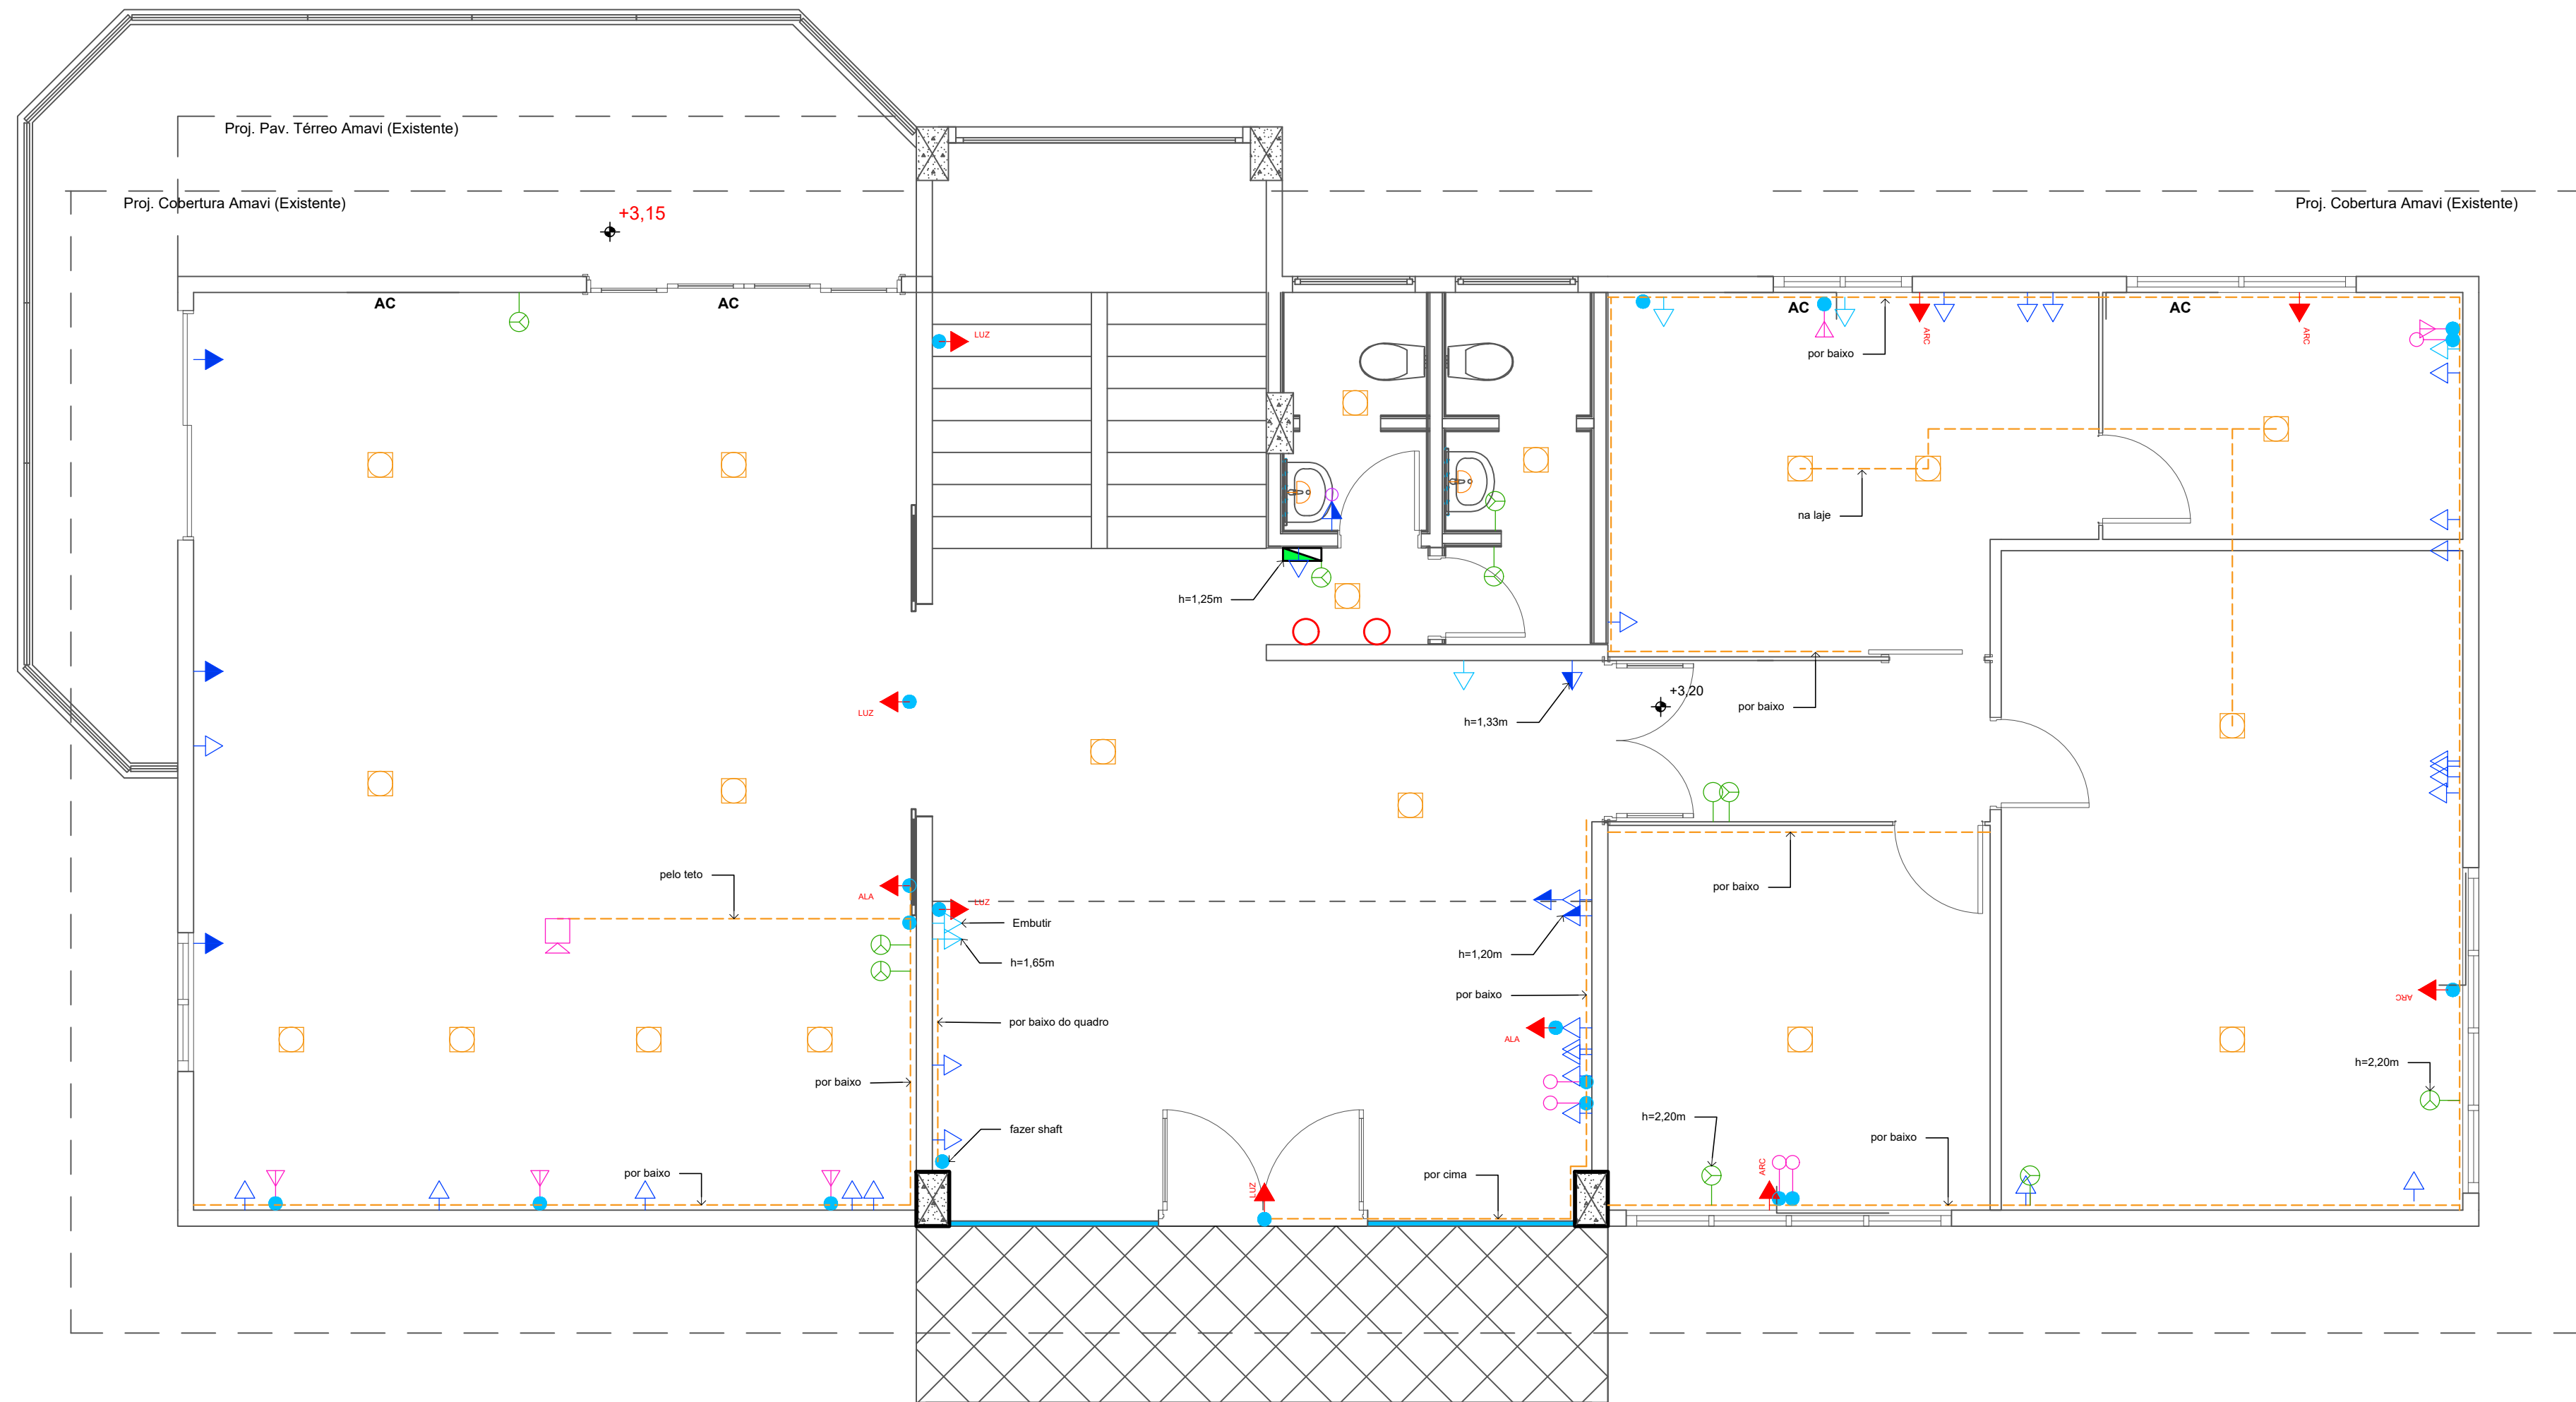 Proj. Pav. Térreo Amavi (Existente)
Proj. Cobertura Amavi (Existente)
Proj. Cobertura Amavi (Existente)
+3,15
AC
AC
AC
AC
LUZ
ARC
ARC
por baixo
na laje
h=1,25m
+3,20
LUZ
por baixo
h=1,33m
pelo teto
por baixo
ALA
LUZ
Embutir
h=1,20m
h=1,65m
por baixo
ARC
por baixo do quadro
ALA
h=2,20m
por baixo
h=2,20m
fazer shaft
por baixo
por baixo
por cima
ARC
LUZ